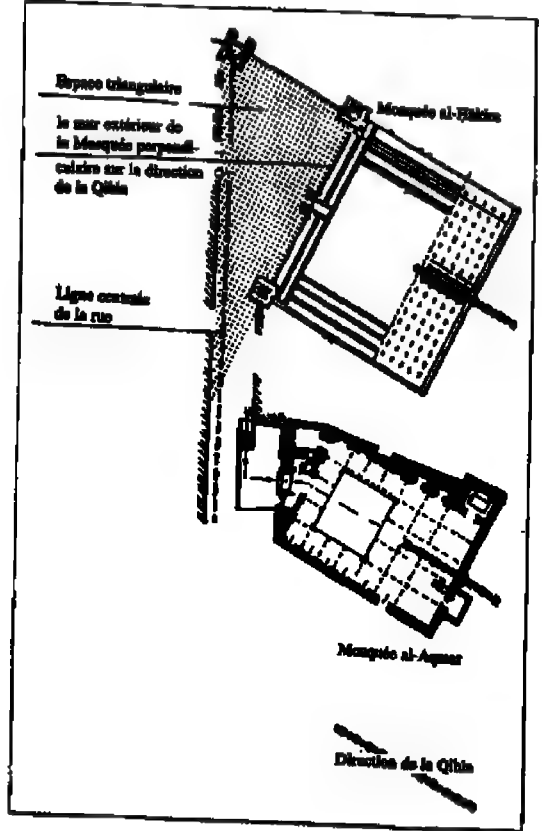 Espace triangulaire
Mosquée al-Hakim
le mur extérieur de
la Mosquée perpendi-
culaire sur la direction
de la Qibla
Ligne centrale
de la rue
Mosquée al-Aqmar
Direction de la Qibla